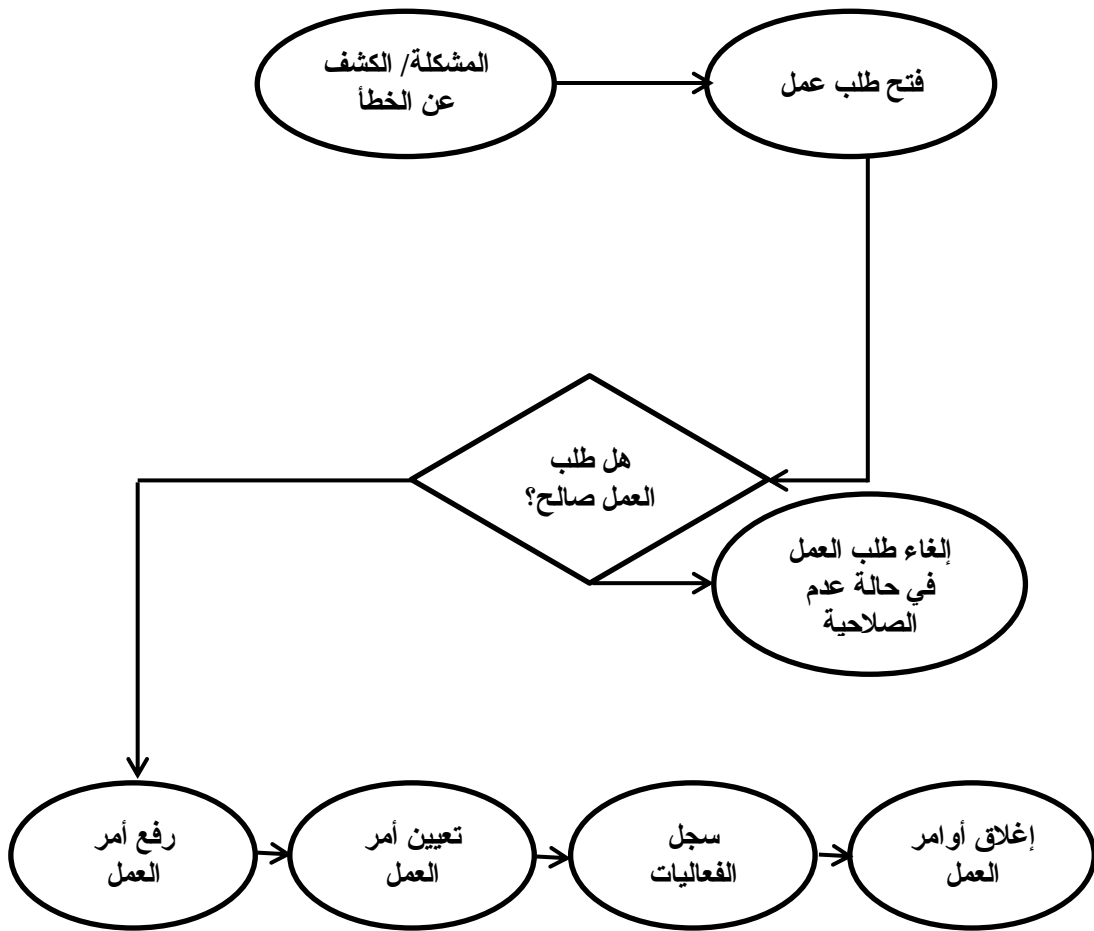 المشكلة/ الكشف
عن الخطأ
فتح طلب عمل
هل طلب
العمل صالح؟
إلغاء طلب العمل
في حالة عدم
الصلاحية
رفع أمر
العمل
تعيين أمر
العمل
سجل
الفعاليات
إغلاق أوامر
العمل